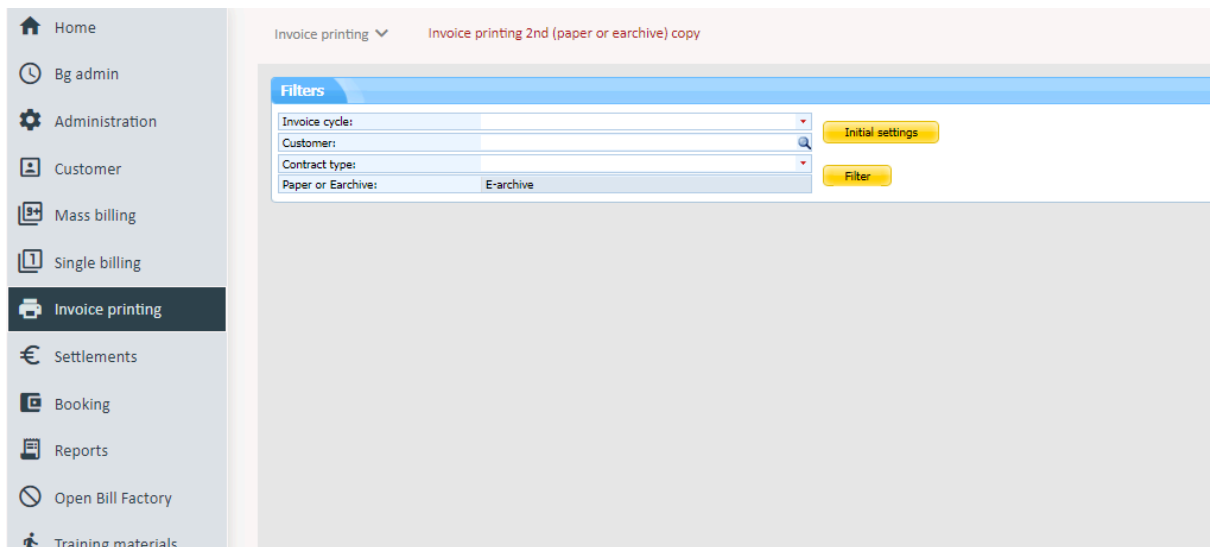 Home
Bg admin
Administration
Customer
9+
Mass billing
1
Single billing
Invoice printing
Settlements
Booking
Reports
Open Bill Factory
Training materials
Invoice printing
Invoice printing 2nd (paper or earchive) copy
Filters
Invoice cycle:
Customer:
Contract type:
Paper or Earchive: E-archive
Initial settings
Filter